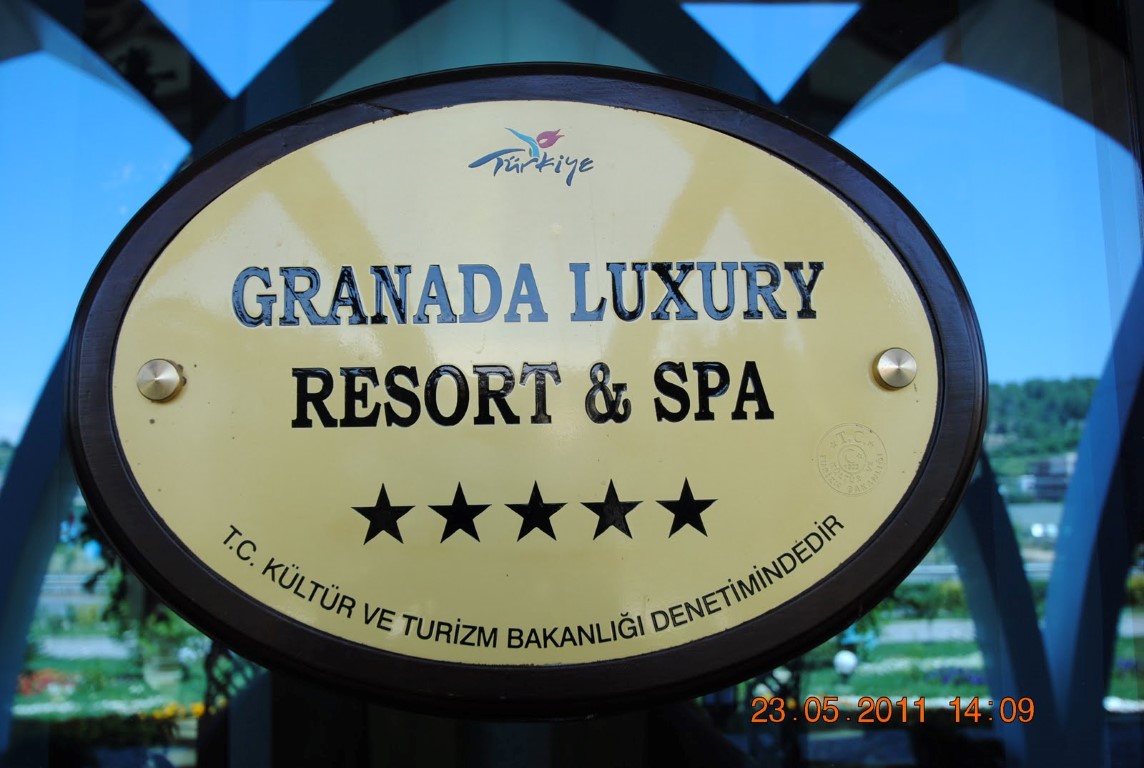 Türkiye
GRANADA LUXURY
RESORT & SPA
T.C.
T.C. KÜLTÜR VE TURİZM BAKANLIĞI DENETİMİNDEDİR
23.05.2011 14:09